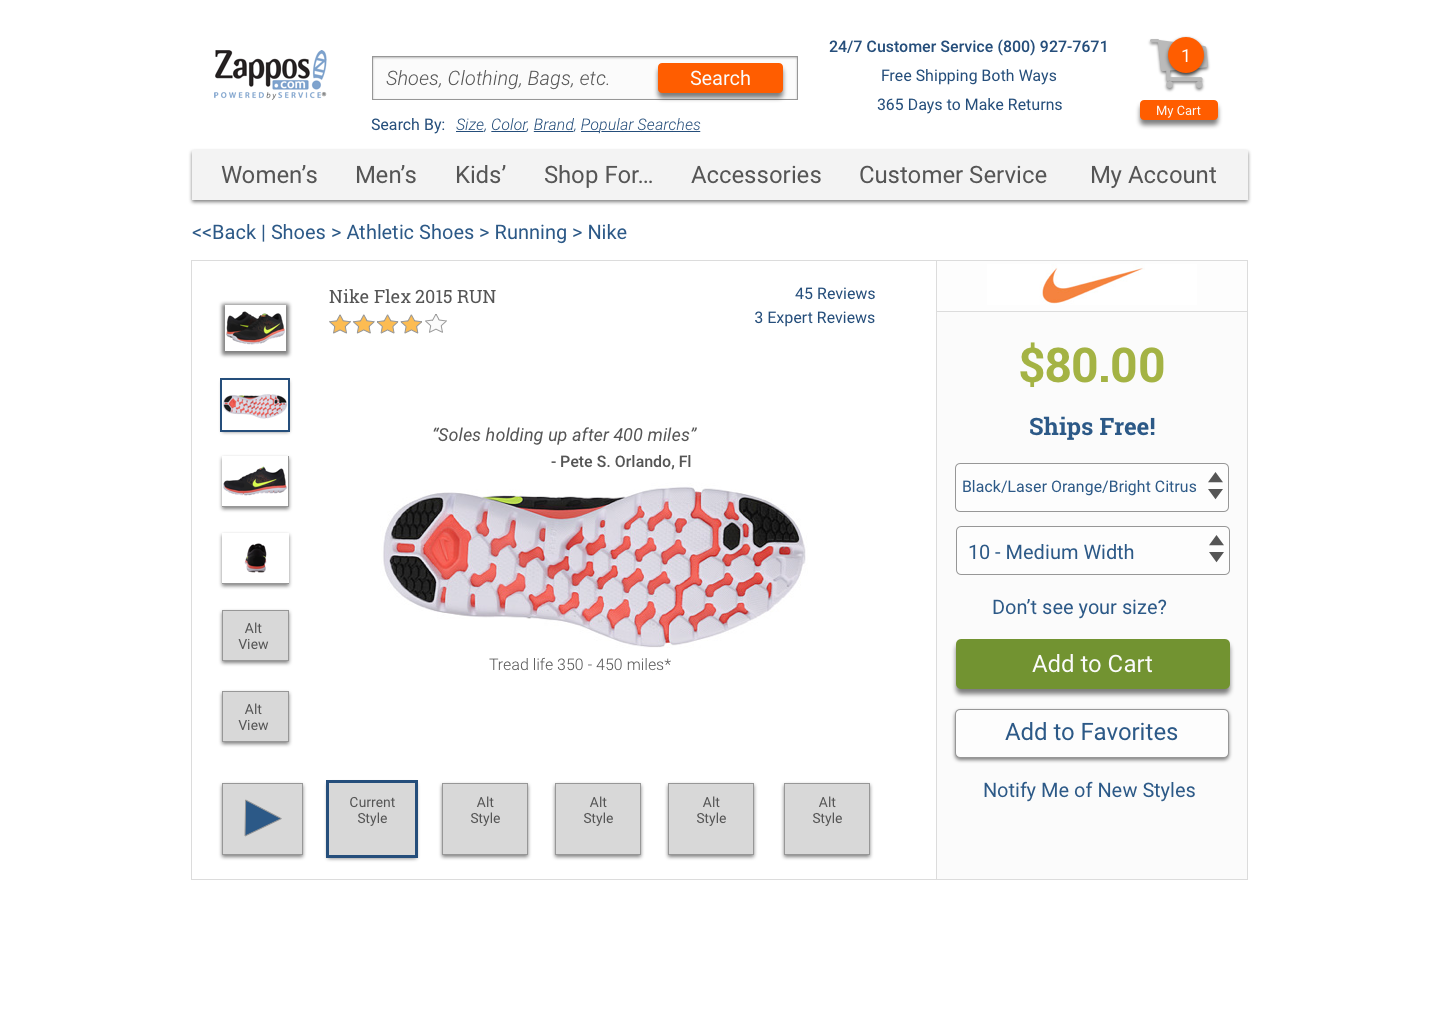 Zappos
.com
POWERED by SERVICE®
Shoes, Clothing, Bags, etc.
Search
Search By: Size, Color, Brand, Popular Searches
24/7 Customer Service (800) 927-7671
Free Shipping Both Ways
365 Days to Make Returns
1
My Cart
Women’s Men’s Kids’ Shop For... Accessories Customer Service My Account
<<Back | Shoes > Athletic Shoes > Running > Nike
Nike Flex 2015 RUN
45 Reviews
3 Expert Reviews
“Soles holding up after 400 miles”
- Pete S. Orlando, Fl
Tread life 350 - 450 miles*
Alt
View
Alt
View
Current
Style
Alt
Style
Alt
Style
Alt
Style
Alt
Style
$80.00
Ships Free!
Black/Laser Orange/Bright Citrus
10 - Medium Width
Don’t see your size?
Add to Cart
Add to Favorites
Notify Me of New Styles